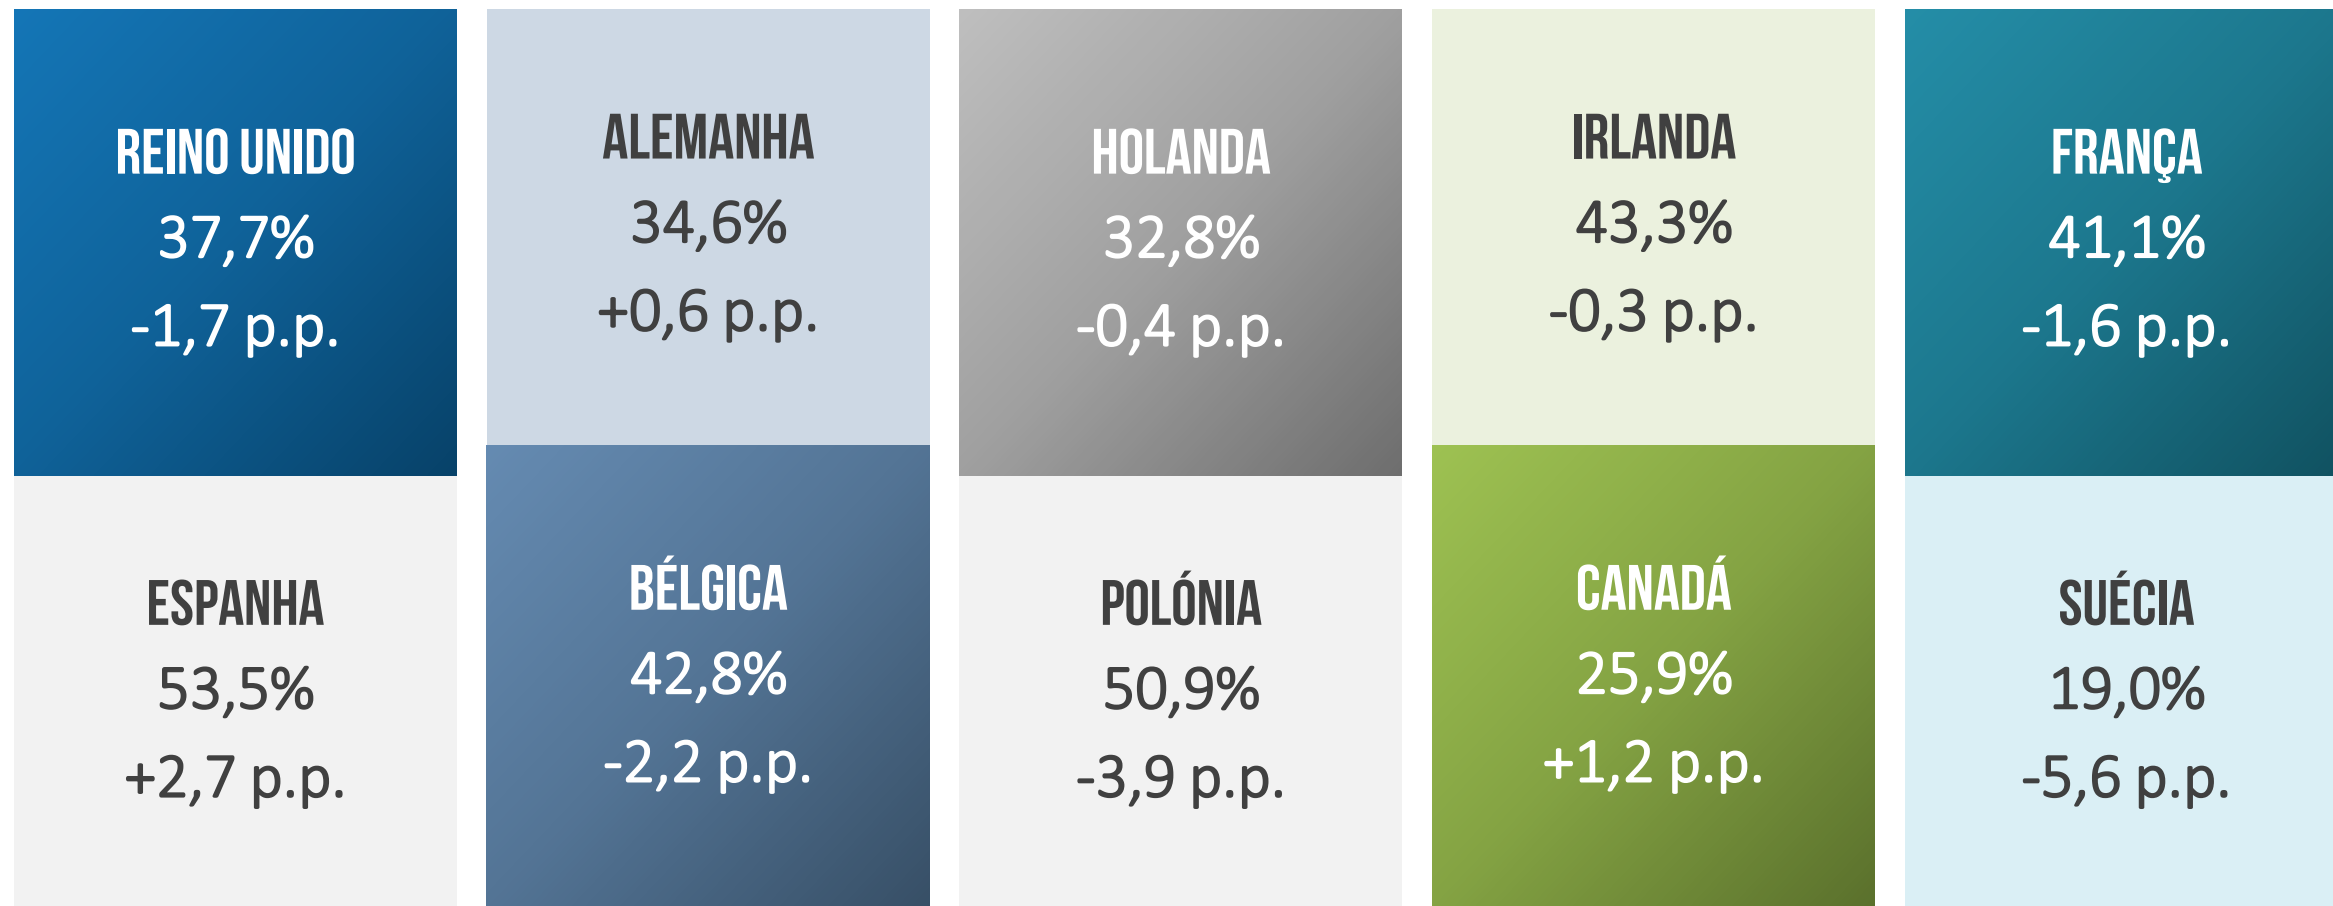 REINO UNIDO
37,7%
-1,7 p.p.
ALEMANHA
34,6%
+0,6 p.p.
HOLANDA
32,8%
-0,4 p.p.
IRLANDA
43,3%
-0,3 p.p.
FRANÇA
41,1%
-1,6 p.p.
ESPANHA
53,5%
+2,7 p.p.
BÉLGICA
42,8%
-2,2 p.p.
POLÓNIA
50,9%
-3,9 p.p.
CANADÁ
25,9%
+1,2 p.p.
SUÉCIA
19,0%
-5,6 p.p.